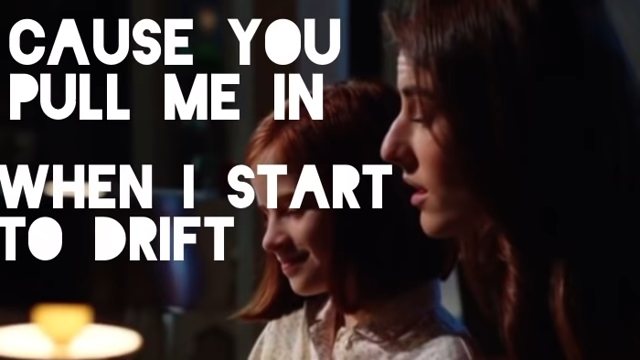 CAUSE YOU
PULL ME IN
WHEN I START
TO DRIFT